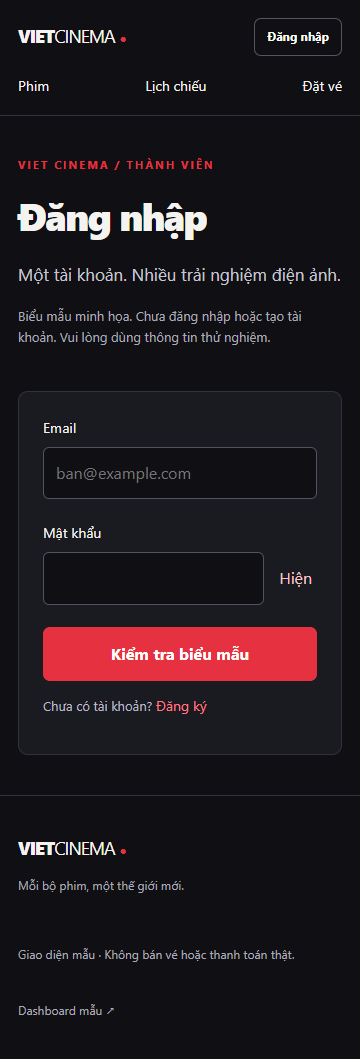 VIETCINEMA
Đăng nhập
Phim Lịch chiếu Đặt vé
VIET CINEMA / THÀNH VIÊN
Đăng nhập
Một tài khoản. Nhiều trải nghiệm điện ảnh.
Biểu mẫu minh họa. Chưa đăng nhập hoặc tạo tài
khoản. Vui lòng dùng thông tin thử nghiệm.
Email
ban@example.com
Mật khẩu
Hiện
Kiểm tra biểu mẫu
Chưa có tài khoản? Đăng ký
VIETCINEMA
Mỗi bộ phim, một thế giới mới.
Giao diện mẫu · Không bán vé hoặc thanh toán thật.
Dashboard mẫu ↗